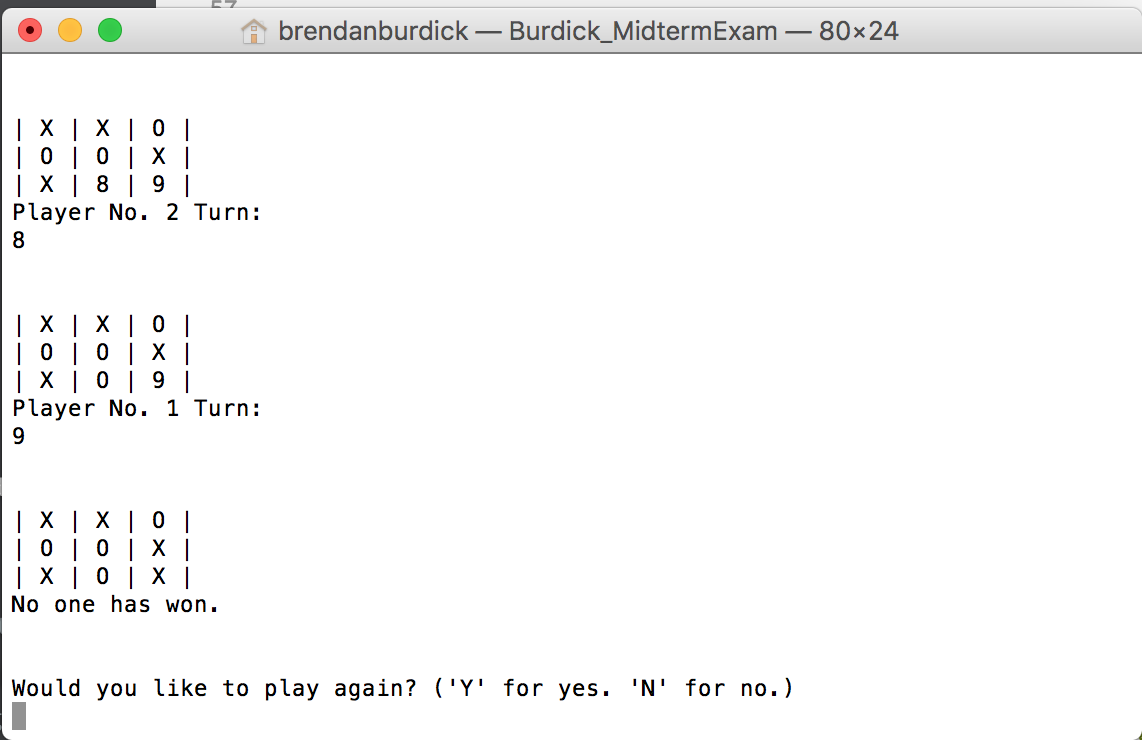 brendanburdick — Burdick_MidtermExam — 80×24
| X | X | O |
| O | O | X |
| X | 8 | 9 |
Player No. 2 Turn:
8
| X | X | O |
| O | O | X |
| X | O | 9 |
Player No. 1 Turn:
9
| X | X | O |
| O | O | X |
| X | O | X |
No one has won.
Would you like to play again? ('Y' for yes. 'N' for no.)